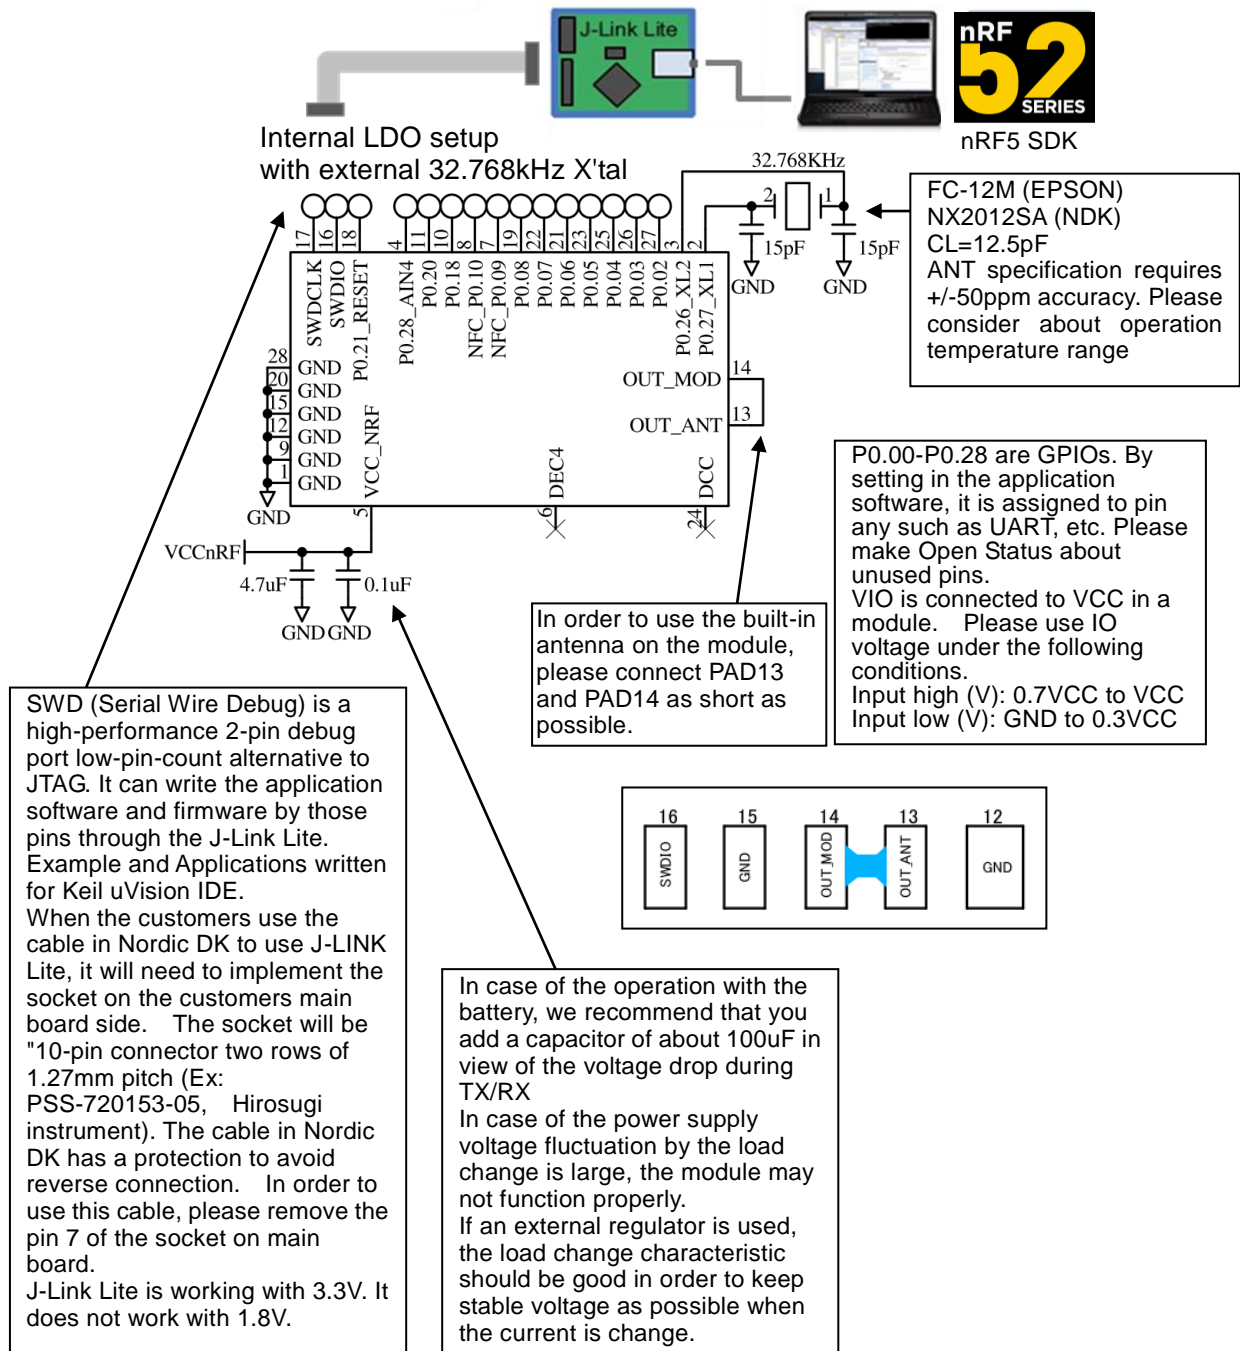 J-Link Lite
nRF
52
SERIES
nRF5 SDK
Internal LDO setup
with external 32.768kHz X'tal
32.768KHz
2
1
15pF
15pF
GND
GND
FC-12M (EPSON)
NX2012SA (NDK)
CL=12.5pF
ANT specification requires
+/-50ppm accuracy. Please
consider about operation
temperature range
17
16
18
4
11
10
8
7
19
22
21
23
25
26
27
3
2
SWDCLK
SWDIO
P0.21_RESET
P0.28_AIN4
P0.20
P0.18
NFC_P0.10
NFC_P0.09
P0.08
P0.07
P0.06
P0.05
P0.04
P0.03
P0.02
P0.26_XL2
P0.27_XL1
28 GND
20 GND
15 GND
12 GND
9 GND
1 GND
GND
OUT_MOD 14
OUT_ANT 13
VCC_NRF
5
DEC4
6
DCC
24
VCCnRF
4.7uF
0.1uF
GND
GND
P0.00-P0.28 are GPIOs. By
setting in the application
software, it is assigned to pin
any such as UART, etc. Please
make Open Status about
unused pins.
VIO is connected to VCC in a
module. Please use IO
voltage under the following
conditions.
Input high (V): 0.7VCC to VCC
Input low (V): GND to 0.3VCC
In order to use the built-in
antenna on the module,
please connect PAD13
and PAD14 as short as
possible.
SWD (Serial Wire Debug) is a
high-performance 2-pin debug
port low-pin-count alternative to
JTAG. It can write the application
software and firmware by those
pins through the J-Link Lite.
Example and Applications written
for Keil uVision IDE.
When the customers use the
cable in Nordic DK to use J-LINK
Lite, it will need to implement the
socket on the customers main
board side. The socket will be
"10-pin connector two rows of
1.27mm pitch (Ex:
PSS-720153-05, Hirosugi
instrument). The cable in Nordic
DK has a protection to avoid
reverse connection. In order to
use this cable, please remove the
pin 7 of the socket on main
board.
J-Link Lite is working with 3.3V. It
does not work with 1.8V.
16
15
14
13
12
SWDIO
GND
OUT_MOD
OUT_ANT
GND
In case of the operation with the
battery, we recommend that you
add a capacitor of about 100uF in
view of the voltage drop during
TX/RX
In case of the power supply
voltage fluctuation by the load
change is large, the module may
not function properly.
If an external regulator is used,
the load change characteristic
should be good in order to keep
stable voltage as possible when
the current is change.